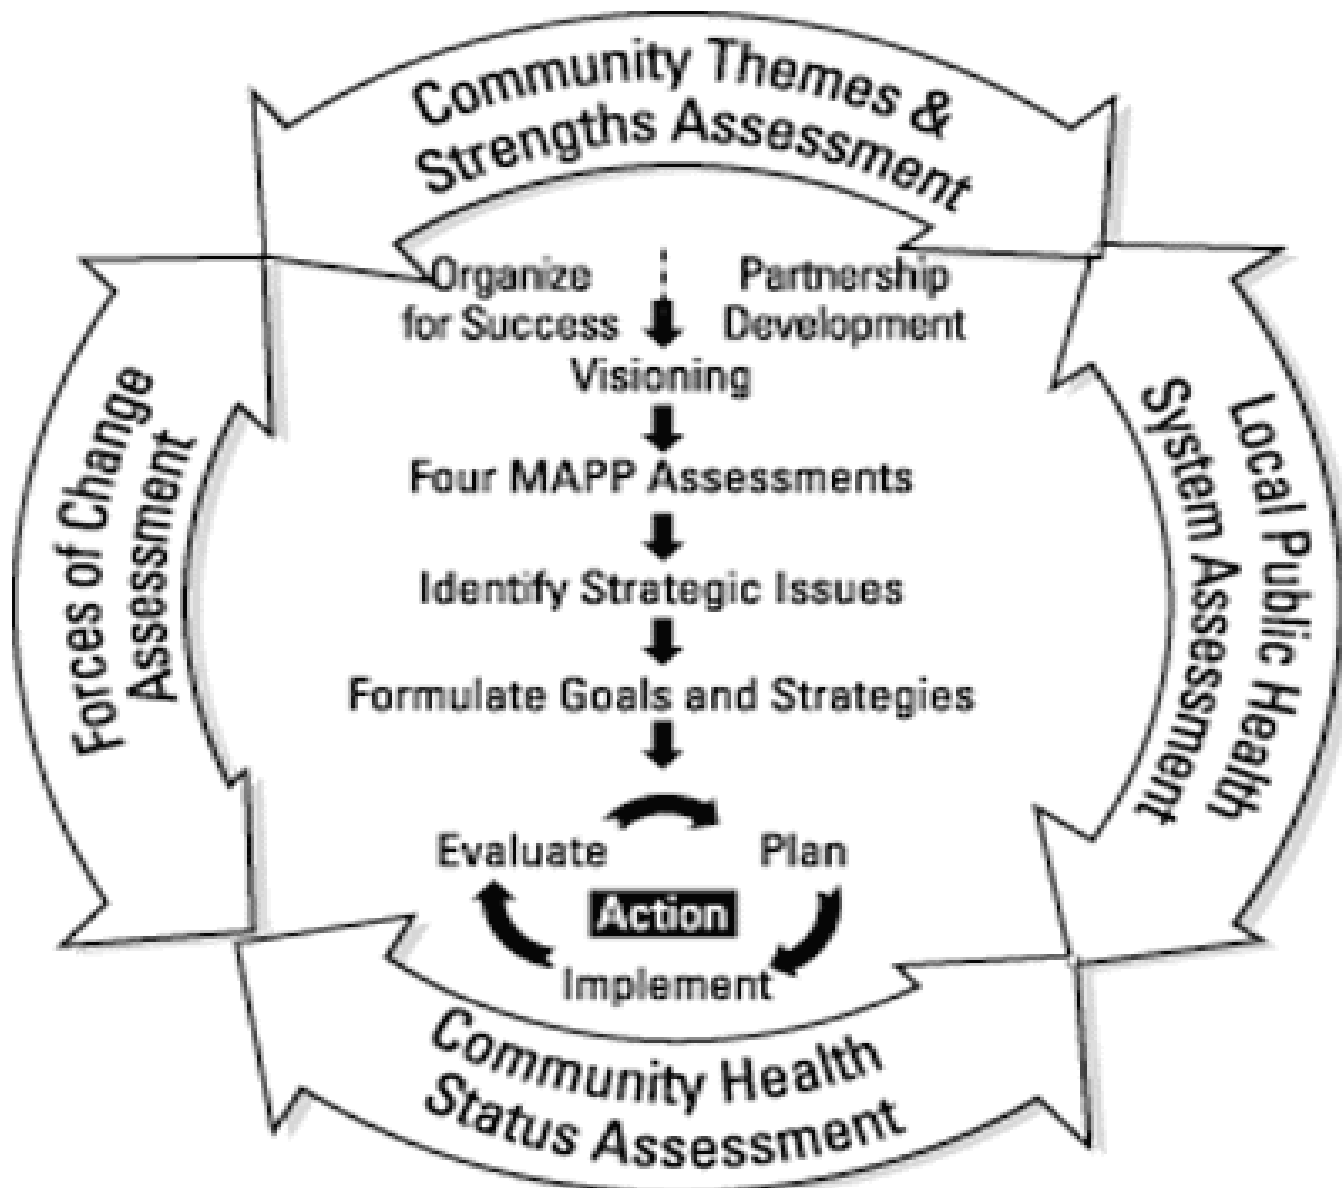 Community Themes &
Strengths Assessment
Organize
for Success
Partnership
Development
Visioning
Four MAPP Assessments
Identify Strategic Issues
Formulate Goals and Strategies
Evaluate
Plan
Action
Implement
Forces of Change
Assessment
Local Public Health
System Assessment
Community Health
Status Assessment